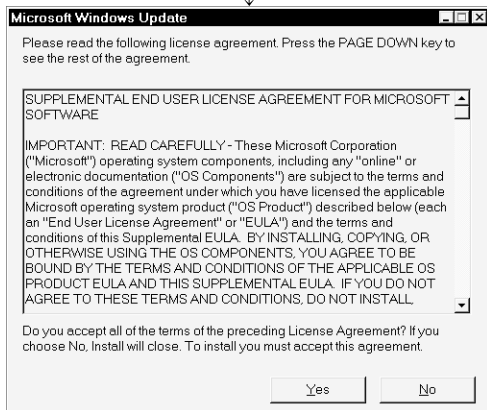 Microsoft Windows Update
Please read the following license agreement. Press the PAGE DOWN key to
see the rest of the agreement.
SUPPLEMENTAL END USER LICENSE AGREEMENT FOR MICROSOFT
SOFTWARE
IMPORTANT:  READ CAREFULLY - These Microsoft Corporation
("Microsoft") operating system components, including any "online" or
electronic documentation ("OS Components") are subject to the terms and
conditions of the agreement under which you have licensed the applicable
Microsoft operating system product ("OS Product") described below (each
an "End User License Agreement" or "EULA") and the terms and
conditions of this Supplemental EULA.  BY INSTALLING, COPYING, OR
OTHERWISE USING THE OS COMPONENTS, YOU AGREE TO BE
BOUND BY THE TERMS AND CONDITIONS OF THE APPLICABLE OS
PRODUCT EULA AND THIS SUPPLEMENTAL EULA.  IF YOU DO NOT
AGREE TO THESE TERMS AND CONDITIONS, DO NOT INSTALL,
Do you accept all of the terms of the preceding License Agreement? If you
choose No, Install will close. To install you must accept this agreement.
Yes No